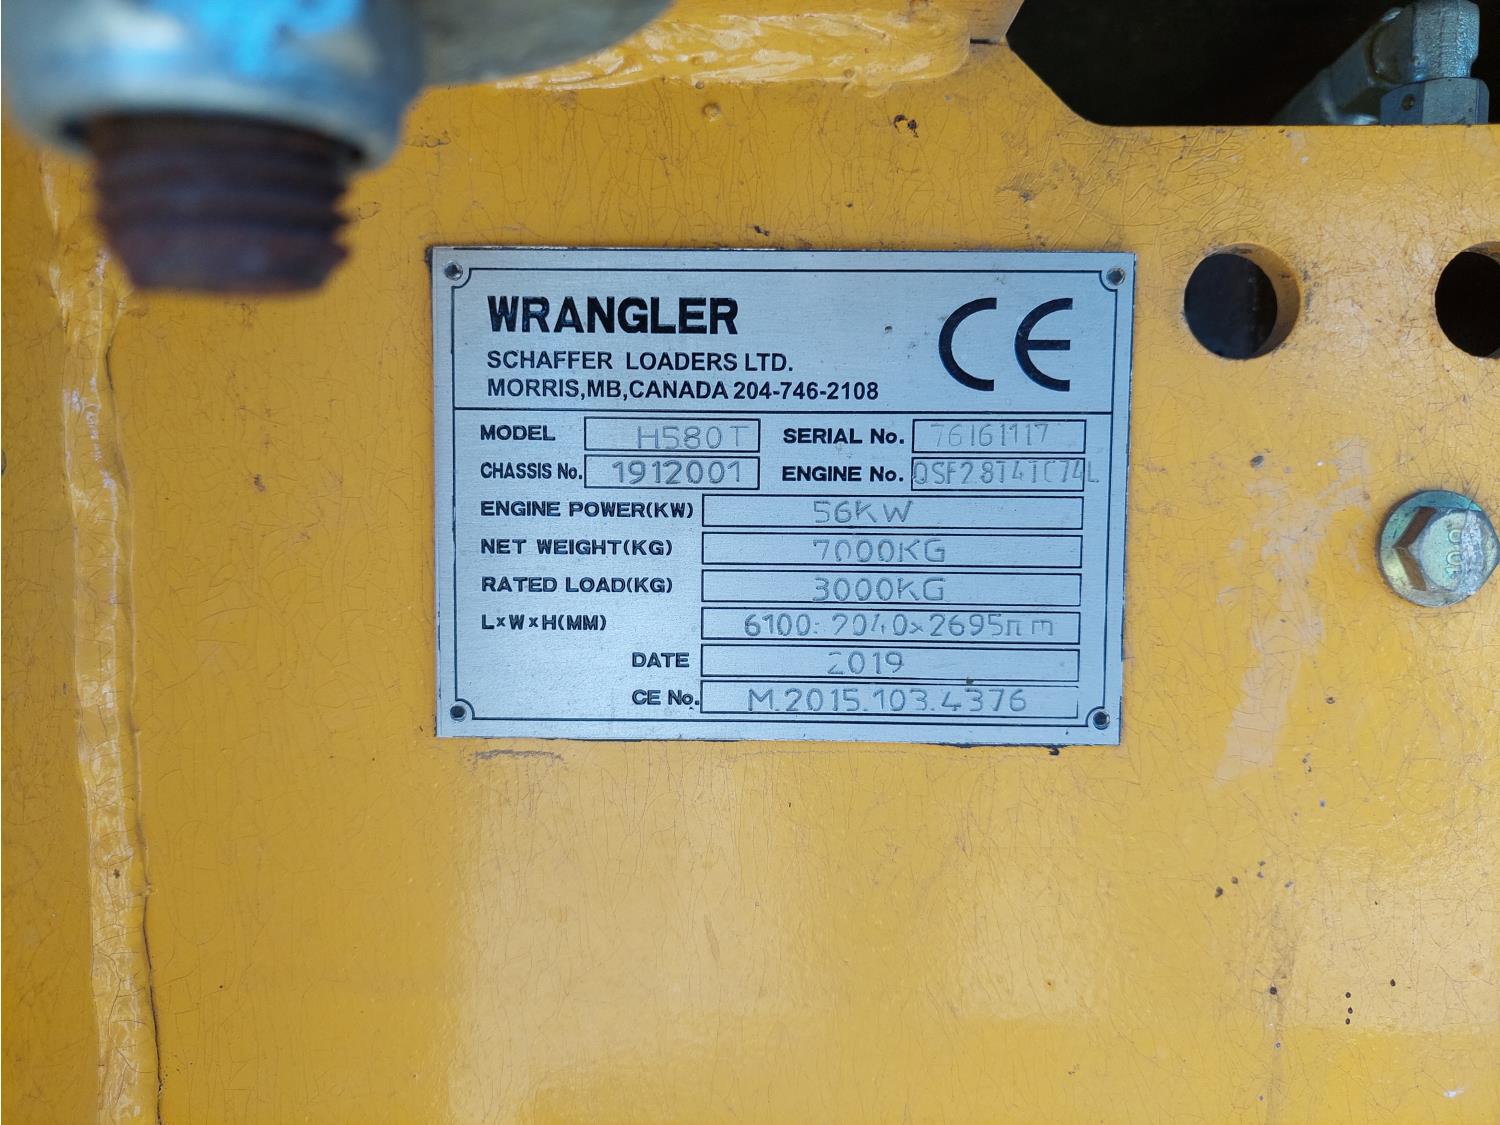 WRANGLER
SCHAFFER LOADERS LTD.
MORRIS,MB,CANADA 204-746-2108
CE
MODEL H580T SERIAL No. 76161117
CHASSIS No. 1912001 ENGINE No. QSF28T4TC74L
ENGINE POWER(KW) 56KW
NET WEIGHT(KG) 7000KG
RATED LOAD(KG) 3000KG
L×W×H(MM) 6100×2040×2695mm
DATE 2019
CE No. M.2015.103.4376